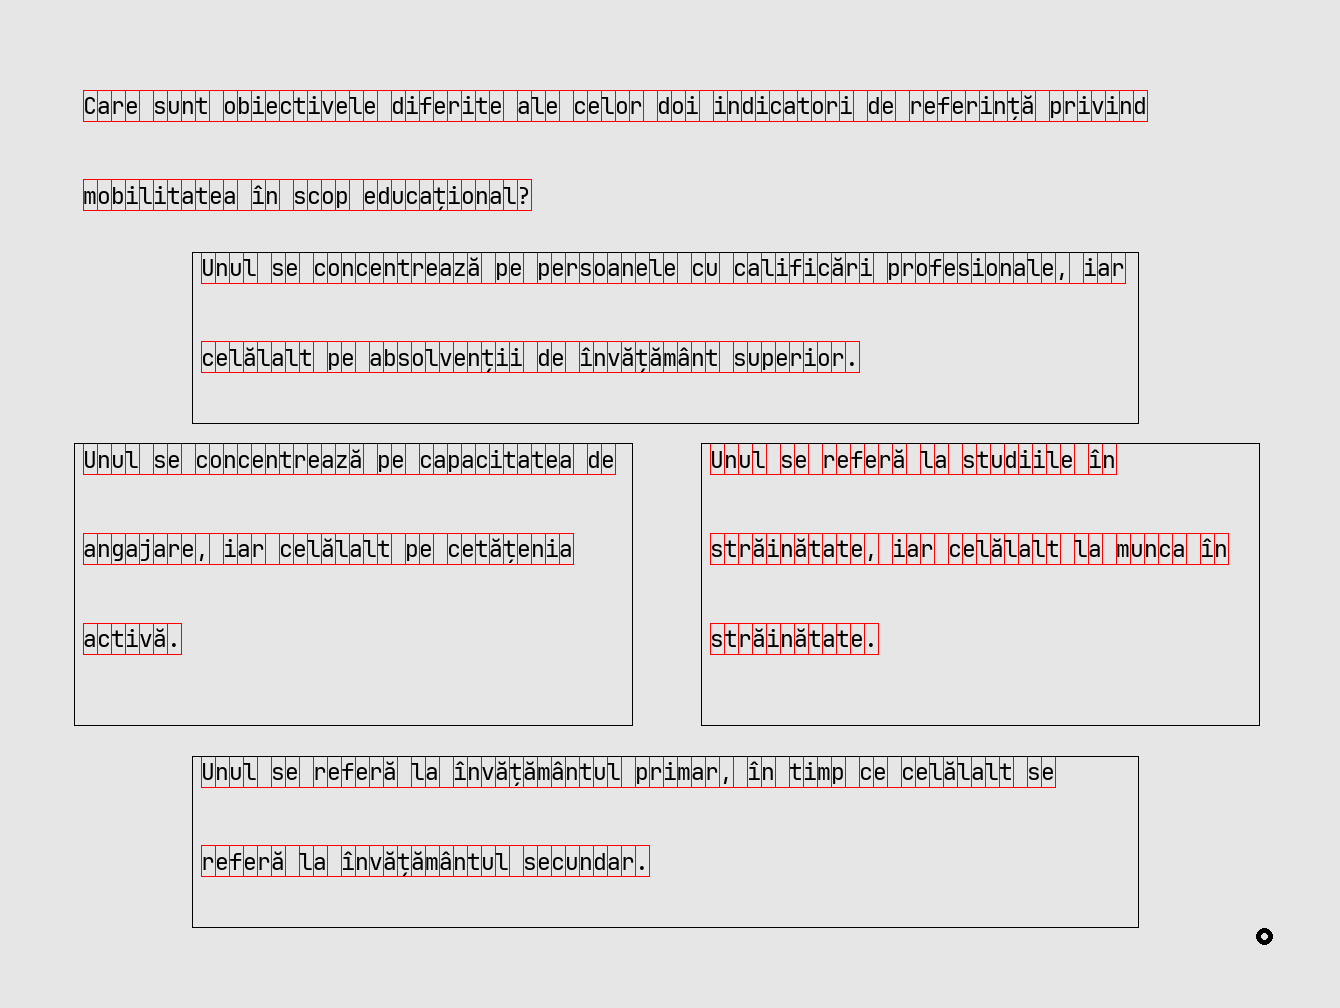 Care sunt obiectivele diferite ale celor doi indicatori de referință privind
mobilitatea în scop educațional?
Unul se concentrează pe persoanele cu calificări profesionale, iar
celălalt pe absolvenții de învățământ superior.
Unul se concentrează pe capacitatea de
angajare, iar celălalt pe cetățenia
activă.
Unul se referă la studiile în
străinătate, iar celălalt la munca în
străinătate.
Unul se referă la învățământul primar, în timp ce celălalt se
referă la învățământul secundar.